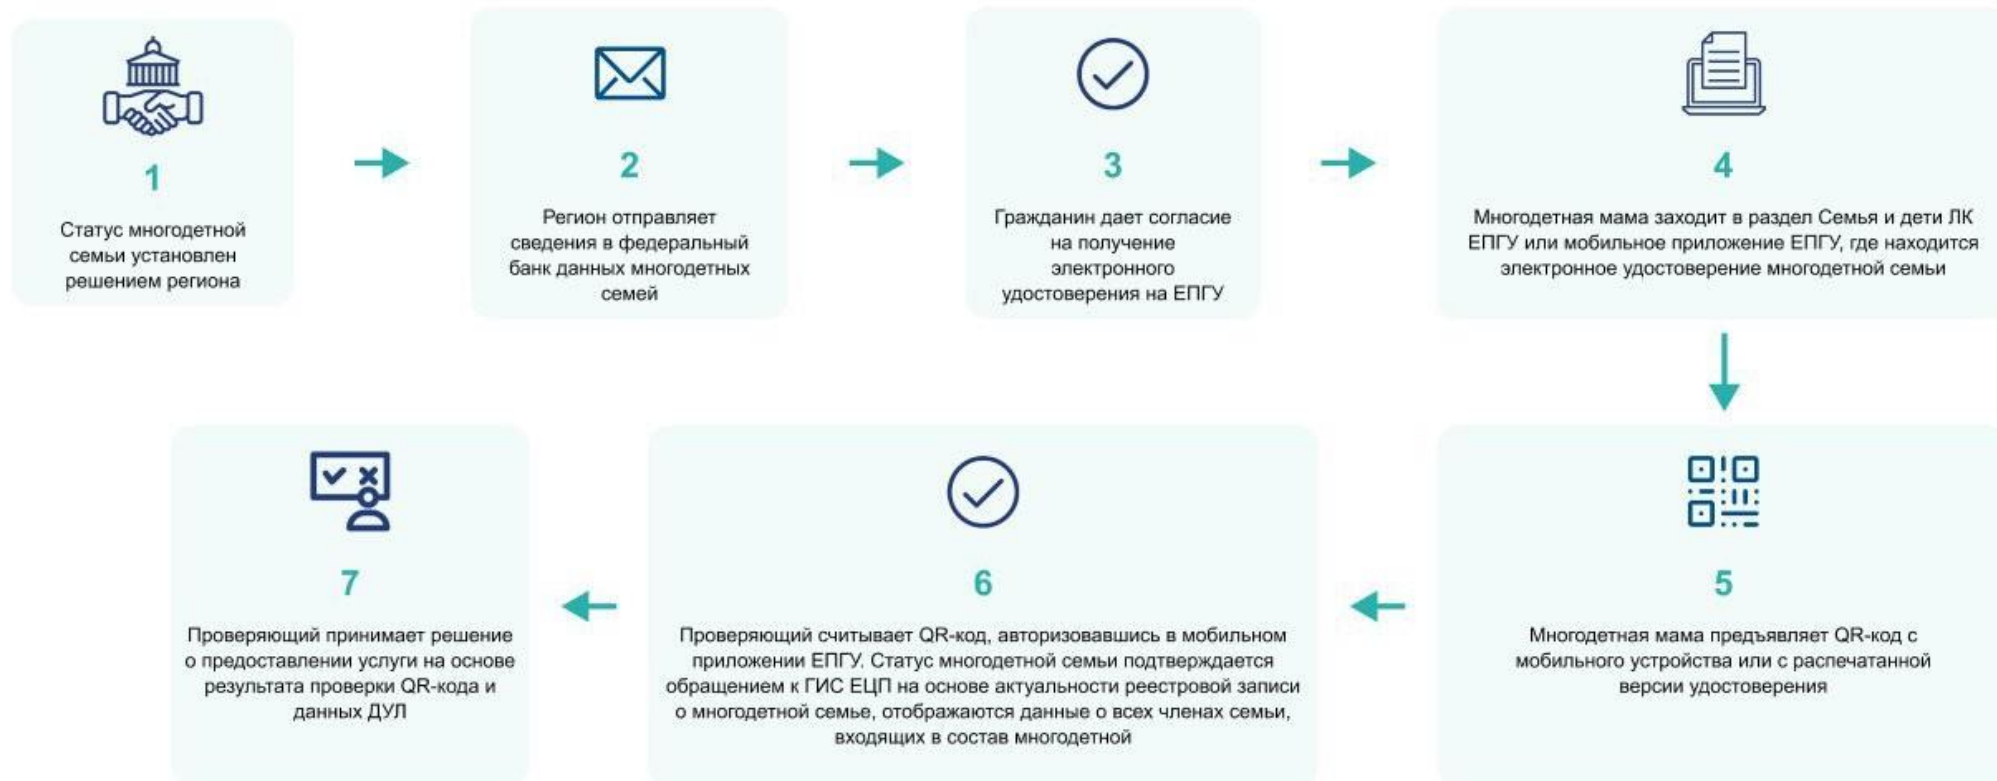 1
Статус многодетной
семьи установлен
решением региона
2
Регион отправляет
сведения в федеральный
банк данных многодетных
семей
3
Гражданин дает согласие
на получение
электронного
удостоверения на ЕПГУ
4
Многодетная мама заходит в раздел Семья и дети ЛК
ЕПГУ или мобильное приложение ЕПГУ, где находится
электронное удостоверение многодетной семьи
5
Многодетная мама предъявляет QR-код с
мобильного устройства или с распечатанной
версии удостоверения
6
Проверяющий считывает QR-код, авторизовавшись в мобильном
приложении ЕПГУ. Статус многодетной семьи подтверждается
обращением к ГИС ЕЦП на основе актуальности реестровой записи
о многодетной семье, отображаются данные о всех членах семьи,
входящих в состав многодетной
7
Проверяющий принимает решение
о предоставлении услуги на основе
результата проверки QR-кода и
данных ДУЛ